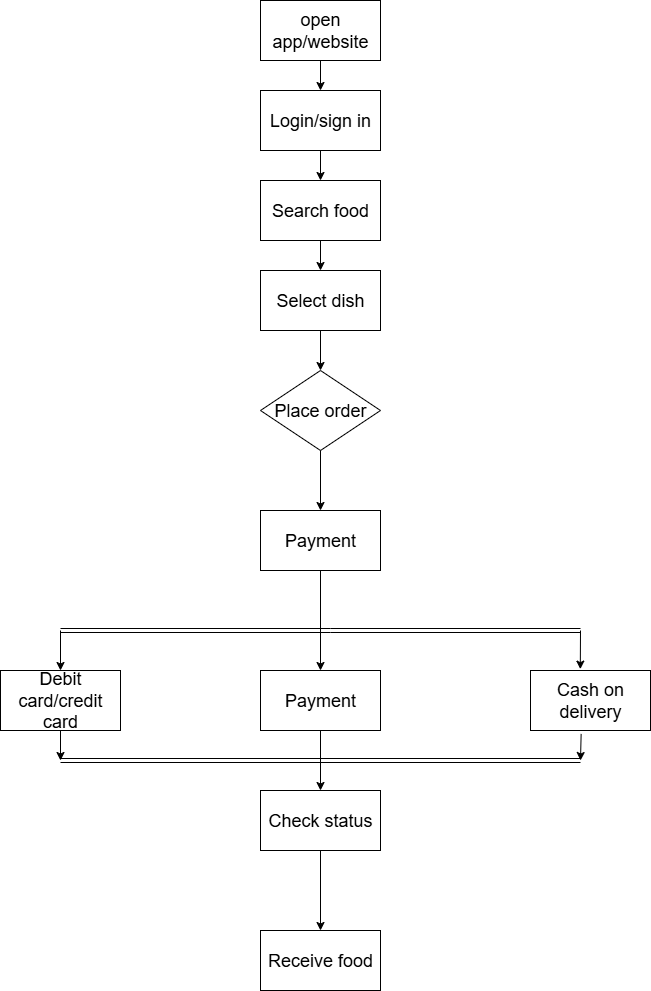 open
app/website
Login/sign in
Search food
Select dish
Place order
Payment
Debit
card/credit
card
Payment
Cash on
delivery
Check status
Receive food